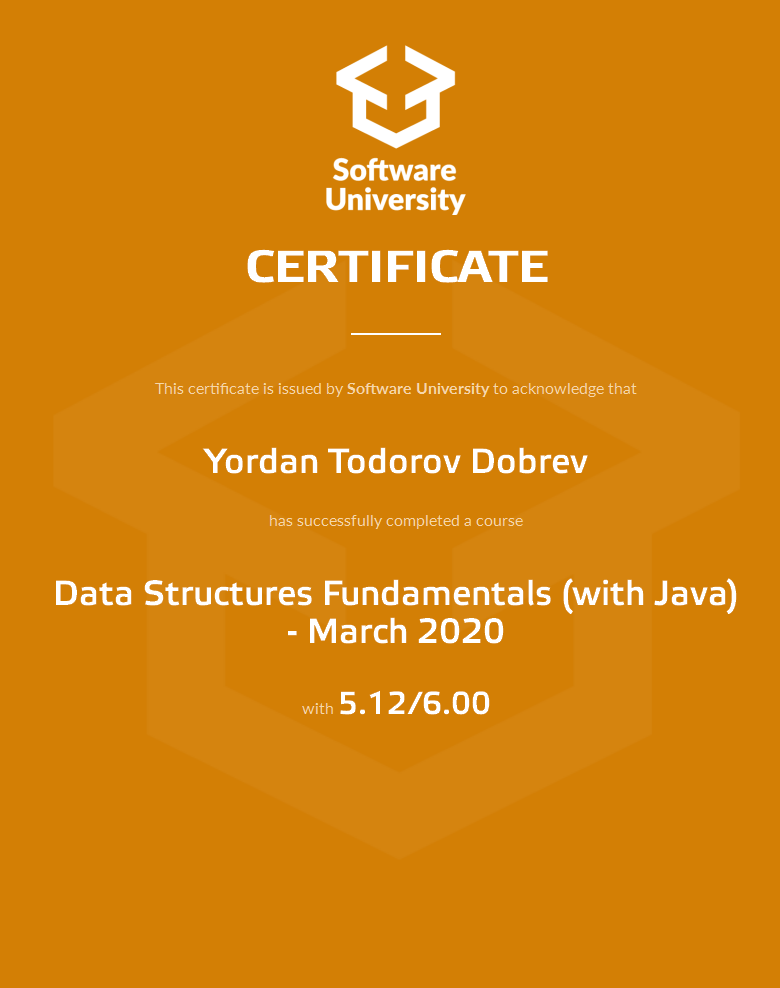 Software
University
CERTIFICATE
This certificate is issued by Software University to acknowledge that
Yordan Todorov Dobrev
has successfully completed a course
Data Structures Fundamentals (with Java)
- March 2020
with 5.12/6.00